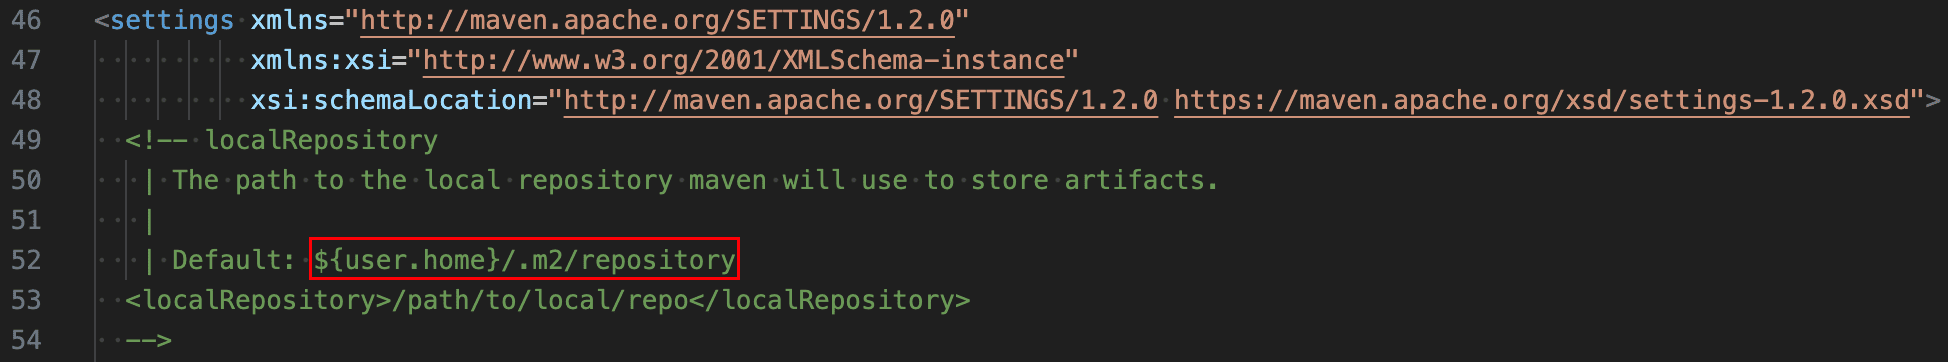 46 <settings xmlns="http://maven.apache.org/SETTINGS/1.2.0"
47 xmlns:xsi="http://www.w3.org/2001/XMLSchema-instance"
48 xsi:schemaLocation="http://maven.apache.org/SETTINGS/1.2.0 https://maven.apache.org/xsd/settings-1.2.0.xsd">
49 <!-- localRepository
50 | The path to the local repository maven will use to store artifacts.
51 |
52 | Default: ${user.home}/.m2/repository
53 <localRepository>/path/to/local/repo</localRepository>
54 -->